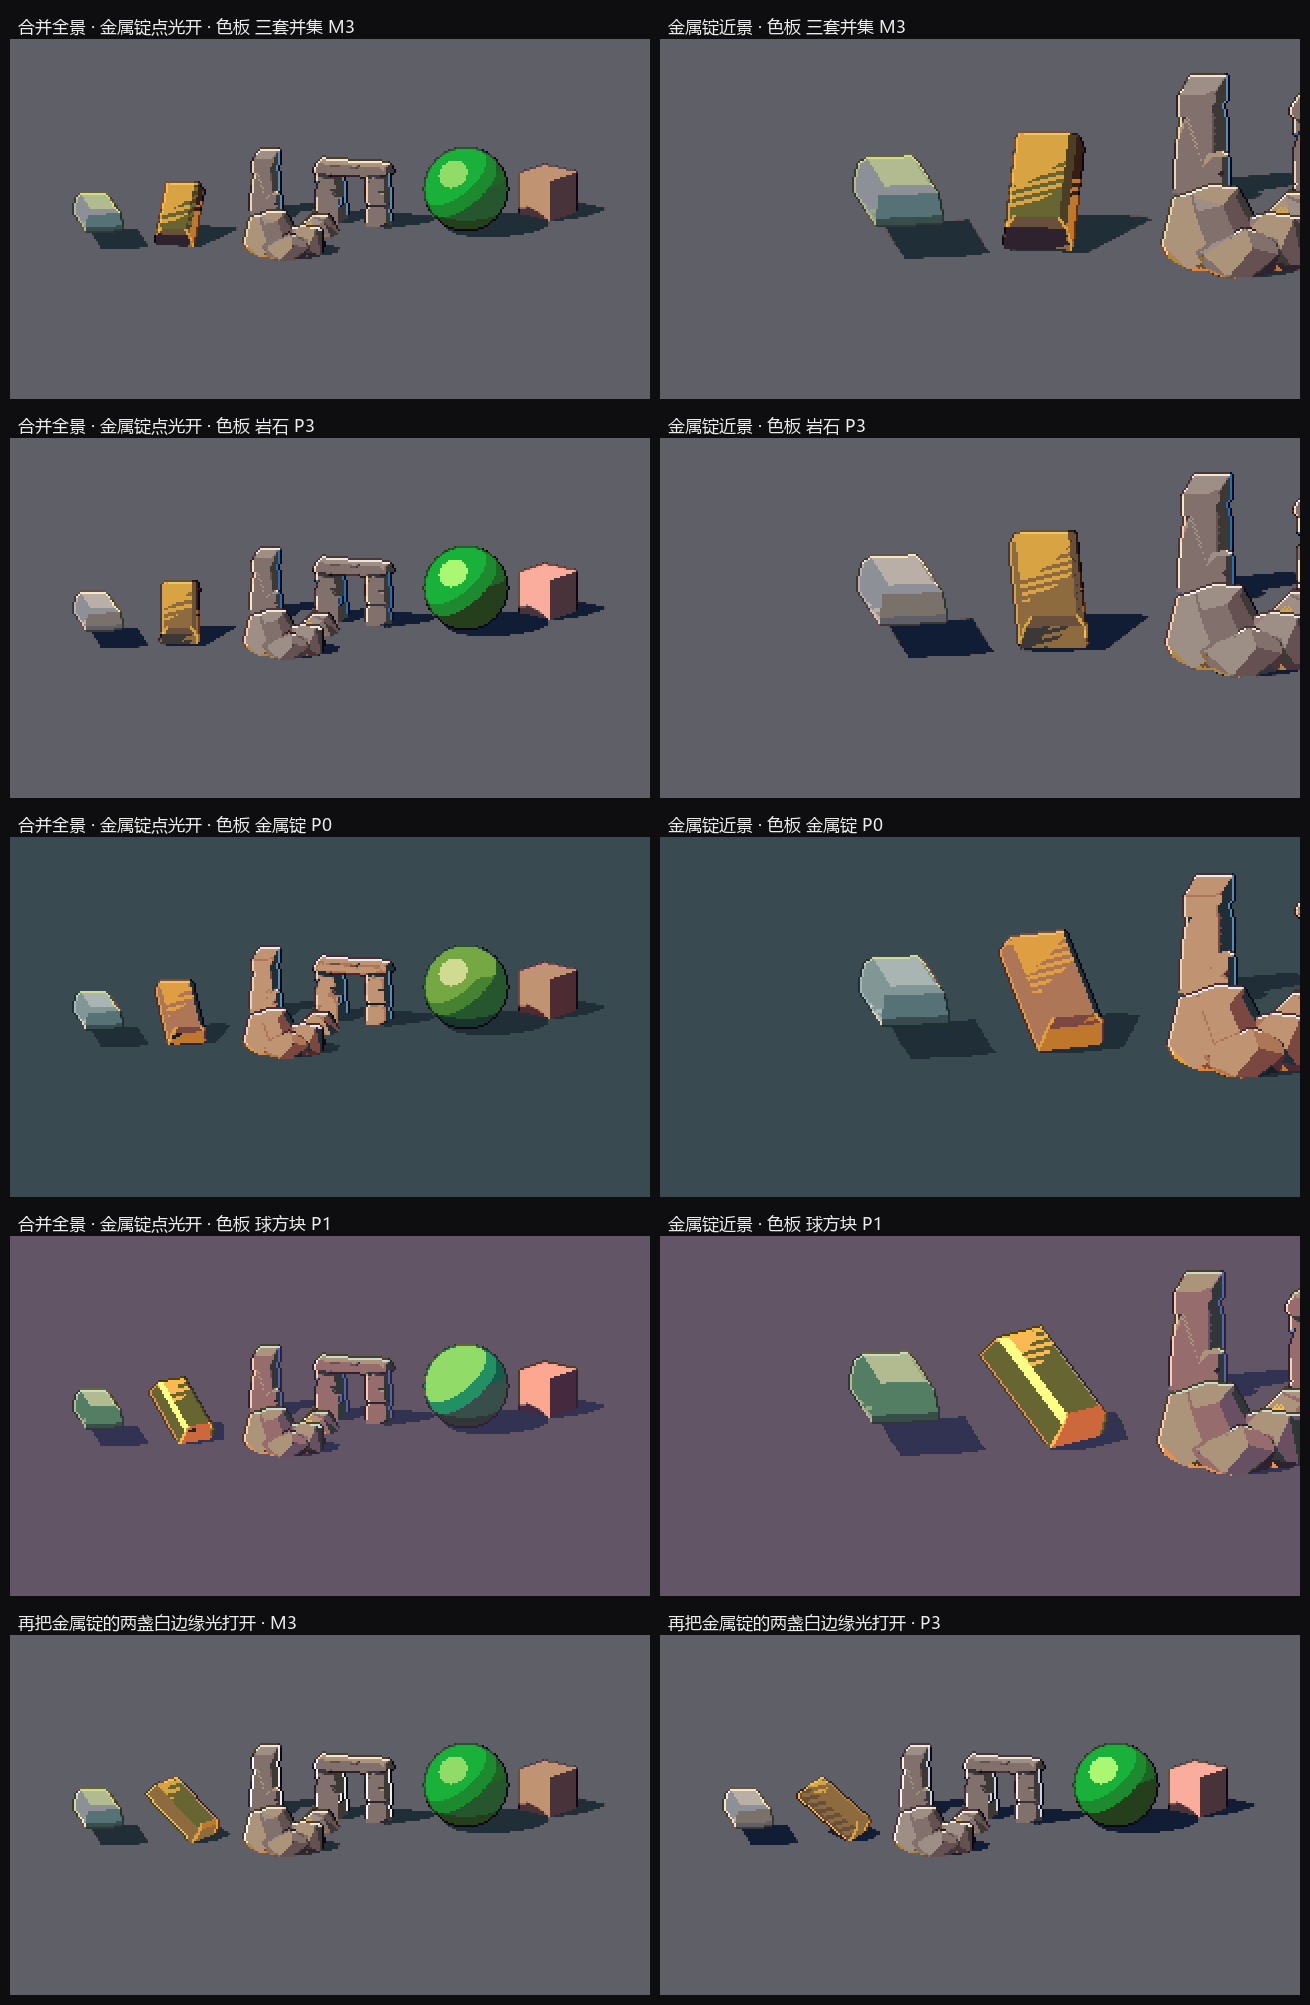 合并全景 · 金属锭点光开 · 色板 三套并集 M3
金属锭近景 · 色板 三套并集 M3
合并全景 · 金属锭点光开 · 色板 岩石 P3
金属锭近景 · 色板 岩石 P3
合并全景 · 金属锭点光开 · 色板 金属锭 P0
金属锭近景 · 色板 金属锭 P0
合并全景 · 金属锭点光开 · 色板 球方块 P1
金属锭近景 · 色板 球方块 P1
再把金属锭的两盏白边缘光打开 · M3
再把金属锭的两盏白边缘光打开 · P3